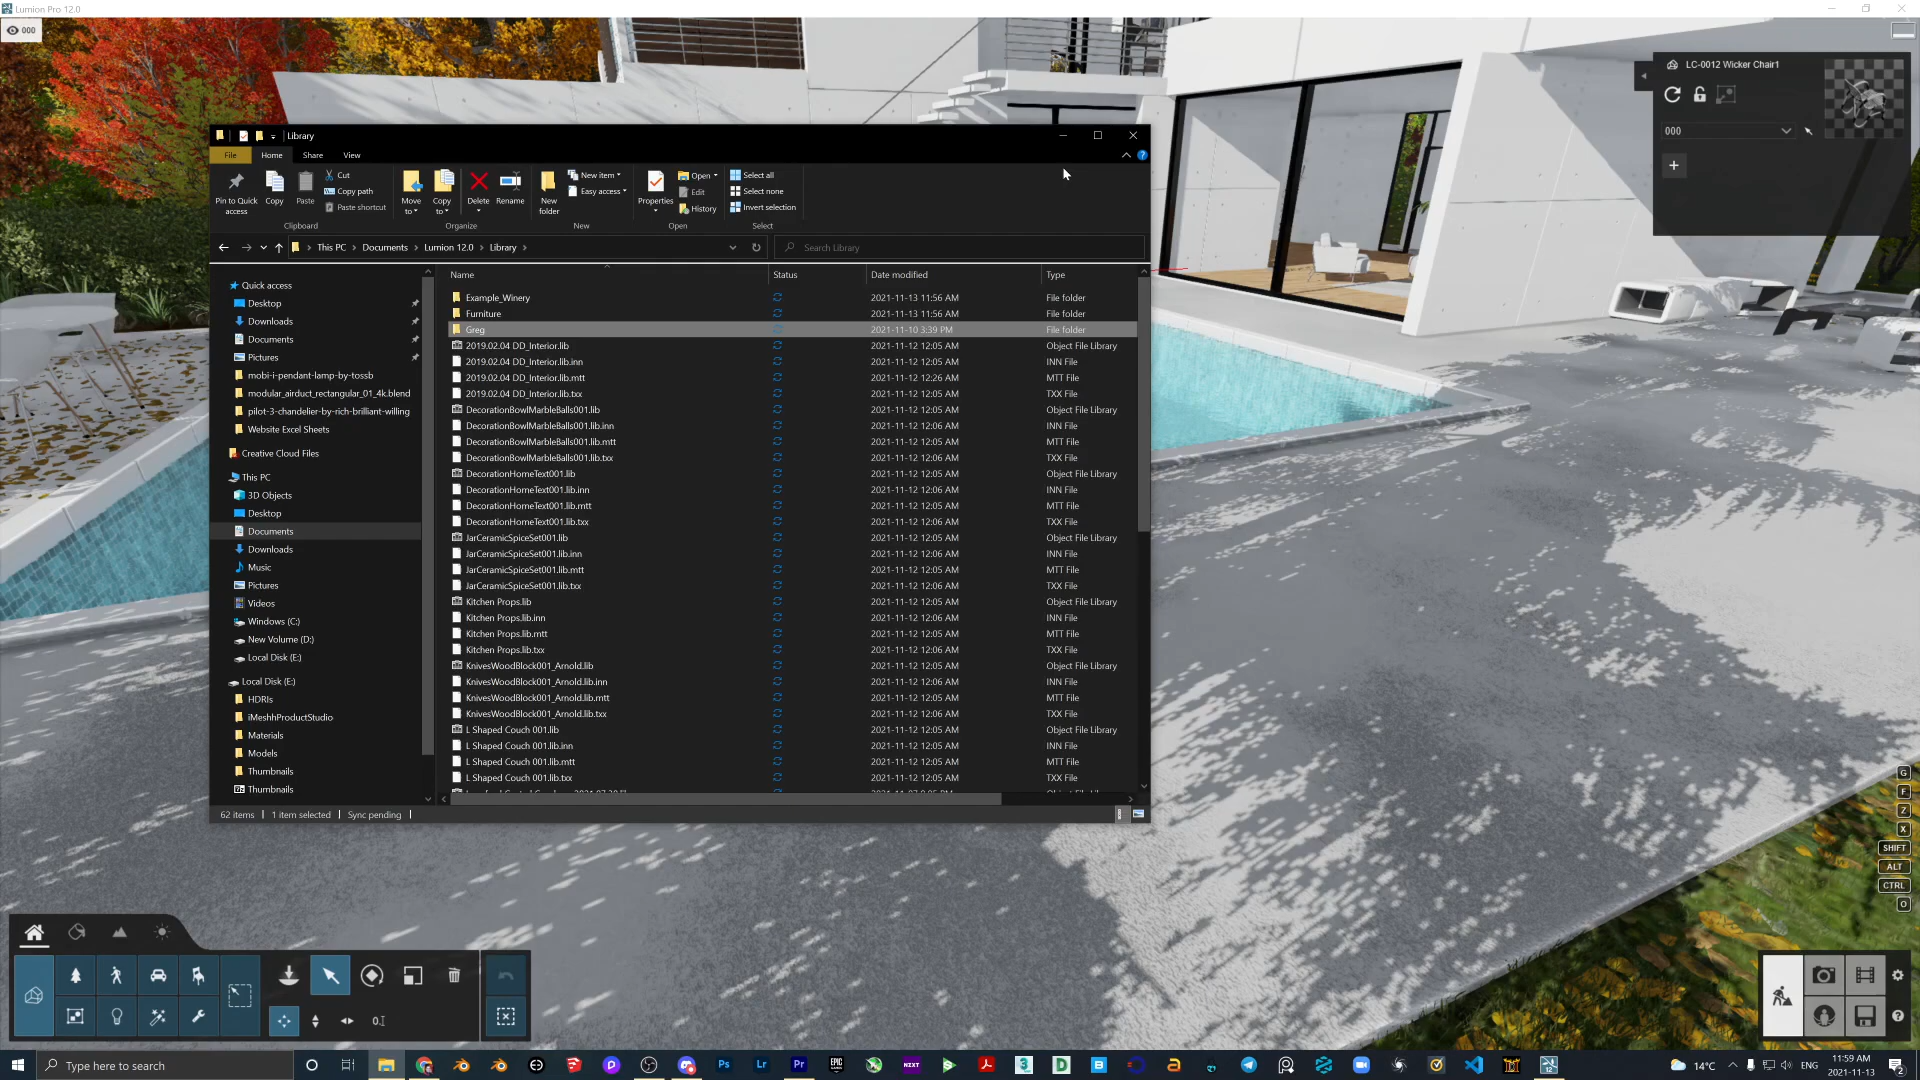 Lumion Pro 12.0
000
LC-0012 Wicker Chair1
000
Library
File
Home
Share
View
Pin to Quick access
Copy
Paste
Cut
Copy path
Paste shortcut
Clipboard
Move to
Copy to
Delete
Rename
Organize
New folder
New item
Easy access
New
Properties
Open
Edit
History
Open
Select all
Select none
Invert selection
Select
This PC > Documents > Lumion 12.0 > Library >
Search Library
Quick access
Desktop
Downloads
Documents
Pictures
mobi-i-pendant-lamp-by-tossb
modular_airduct_rectangular_01_4k.blend
pilot-3-chandelier-by-rich-brilliant-willing
Website Excel Sheets
Creative Cloud Files
This PC
3D Objects
Desktop
Documents
Downloads
Music
Pictures
Videos
Windows (C:)
New Volume (D:)
Local Disk (E:)
Local Disk (E:)
HDRIs
iMeshhProductStudio
Materials
Models
Thumbnails
Thumbnails
Name Status Date modified Type
Example_Winery 2021-11-13 11:56 AM File folder
Furniture 2021-11-13 11:56 AM File folder
Greg 2021-11-10 3:39 PM File folder
2019.02.04 DD_Interior.lib 2021-11-12 12:05 AM Object File Library
2019.02.04 DD_Interior.lib.inn 2021-11-12 12:05 AM INN File
2019.02.04 DD_Interior.lib.mtt 2021-11-12 12:26 AM MTT File
2019.02.04 DD_Interior.lib.txx 2021-11-12 12:05 AM TXX File
DecorationBowlMarbleBalls001.lib 2021-11-12 12:05 AM Object File Library
DecorationBowlMarbleBalls001.lib.inn 2021-11-12 12:06 AM INN File
DecorationBowlMarbleBalls001.lib.mtt 2021-11-12 12:05 AM MTT File
DecorationBowlMarbleBalls001.lib.txx 2021-11-12 12:05 AM TXX File
DecorationHomeText001.lib 2021-11-12 12:05 AM Object File Library
DecorationHomeText001.lib.inn 2021-11-12 12:06 AM INN File
DecorationHomeText001.lib.mtt 2021-11-12 12:05 AM MTT File
DecorationHomeText001.lib.txx 2021-11-12 12:06 AM TXX File
JarCeramicSpiceSet001.lib 2021-11-12 12:05 AM Object File Library
JarCeramicSpiceSet001.lib.inn 2021-11-12 12:06 AM INN File
JarCeramicSpiceSet001.lib.mtt 2021-11-12 12:06 AM MTT File
JarCeramicSpiceSet001.lib.txx 2021-11-12 12:06 AM TXX File
Kitchen Props.lib 2021-11-12 12:05 AM Object File Library
Kitchen Props.lib.inn 2021-11-12 12:06 AM INN File
Kitchen Props.lib.mtt 2021-11-12 12:05 AM MTT File
Kitchen Props.lib.txx 2021-11-12 12:05 AM TXX File
KnivesWoodBlock001_Arnold.lib 2021-11-12 12:05 AM Object File Library
KnivesWoodBlock001_Arnold.lib.inn 2021-11-12 12:06 AM INN File
KnivesWoodBlock001_Arnold.lib.mtt 2021-11-12 12:05 AM MTT File
KnivesWoodBlock001_Arnold.lib.txx 2021-11-12 12:06 AM TXX File
L Shaped Couch 001.lib 2021-11-12 12:05 AM Object File Library
L Shaped Couch 001.lib.inn 2021-11-12 12:05 AM INN File
L Shaped Couch 001.lib.mtt 2021-11-12 12:05 AM MTT File
L Shaped Couch 001.lib.txx 2021-11-12 12:05 AM TXX File
62 items 1 item selected Sync pending
G
F
Z
X
SHIFT
ALT
CTRL
O
Type here to search
Ps
Lr
Pr
EPIC
NIXT
14°C
ENG
11:59 AM
2021-11-13
2